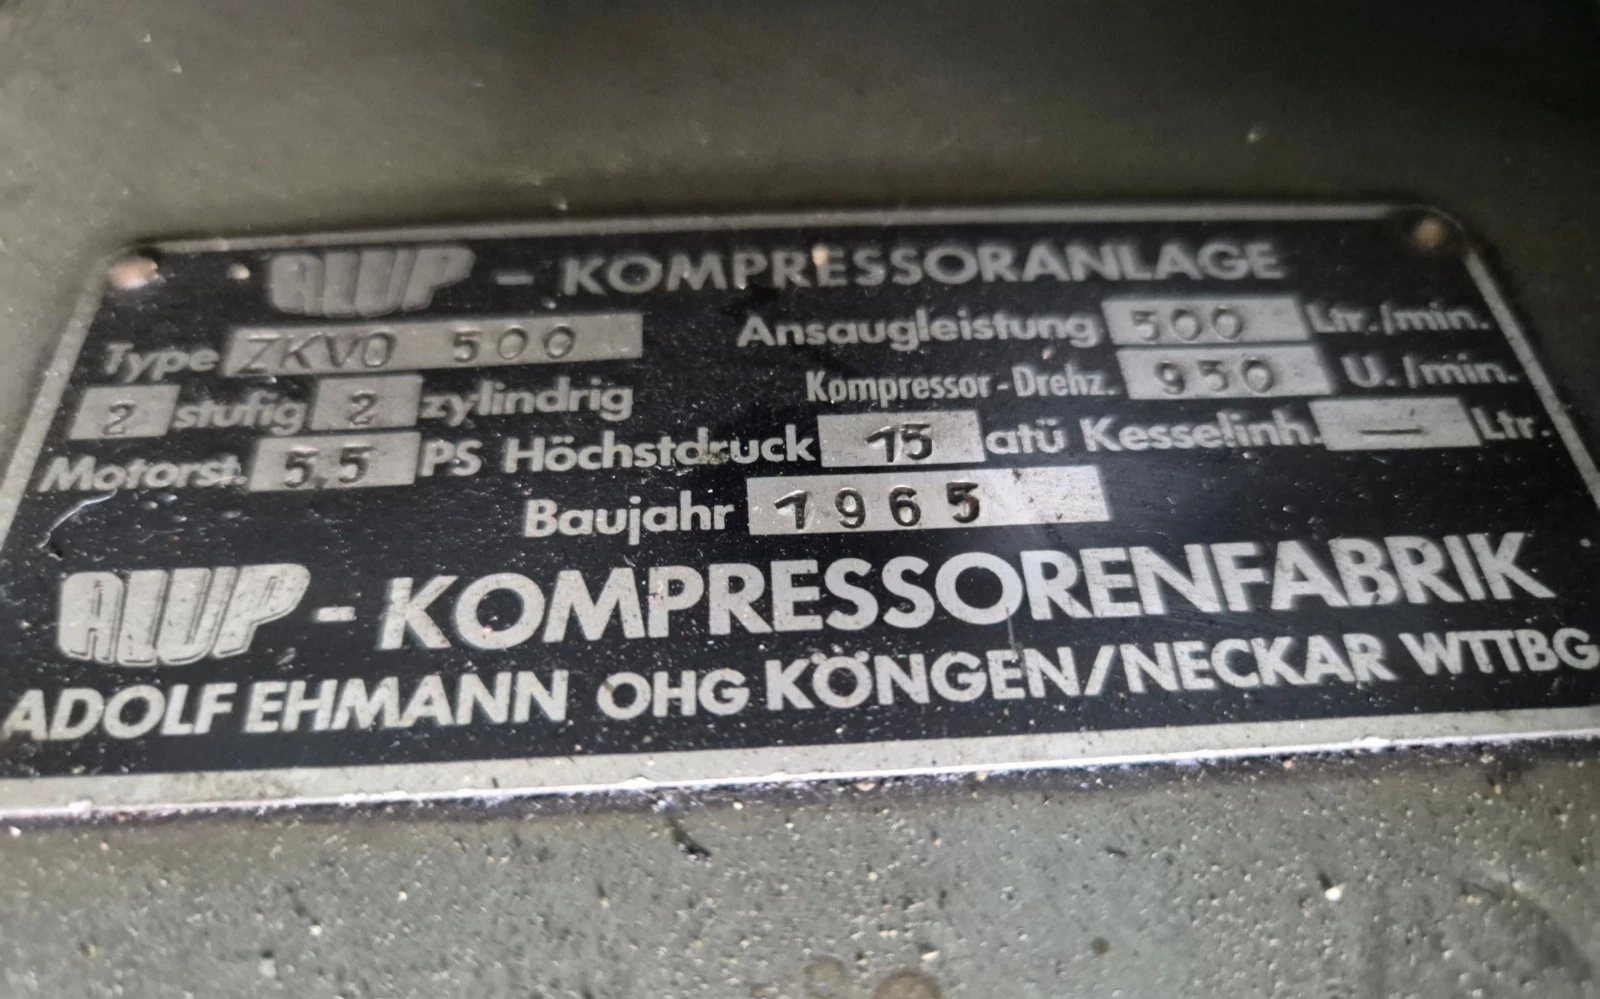 ALUP - KOMPRESSORANLAGE
Type ZKVO 500 Ansaugleistung 500 Ltr./min.
2 stufig 2 zylindrig Kompressor-Drehz. 950 U./min.
Motorst. 5,5 PS Höchstdruck 15 atü Kesselinh. — Ltr.
Baujahr 1965
ALUP - KOMPRESSORENFABRIK
ADOLF EHMANN OHG KÖNGEN/NECKAR WTTBG